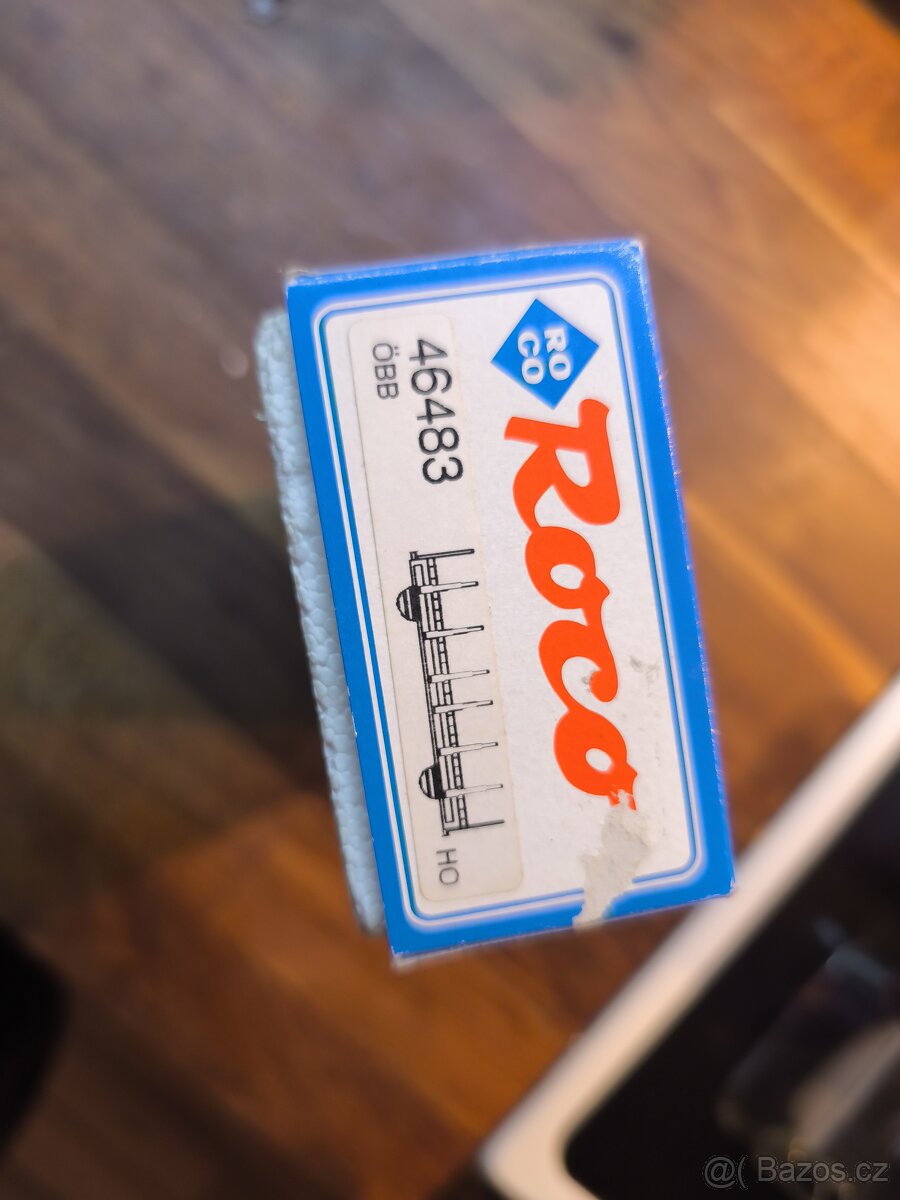 RO
CO
Roco
46483
ÖBB
HO
@( Bazos.cz